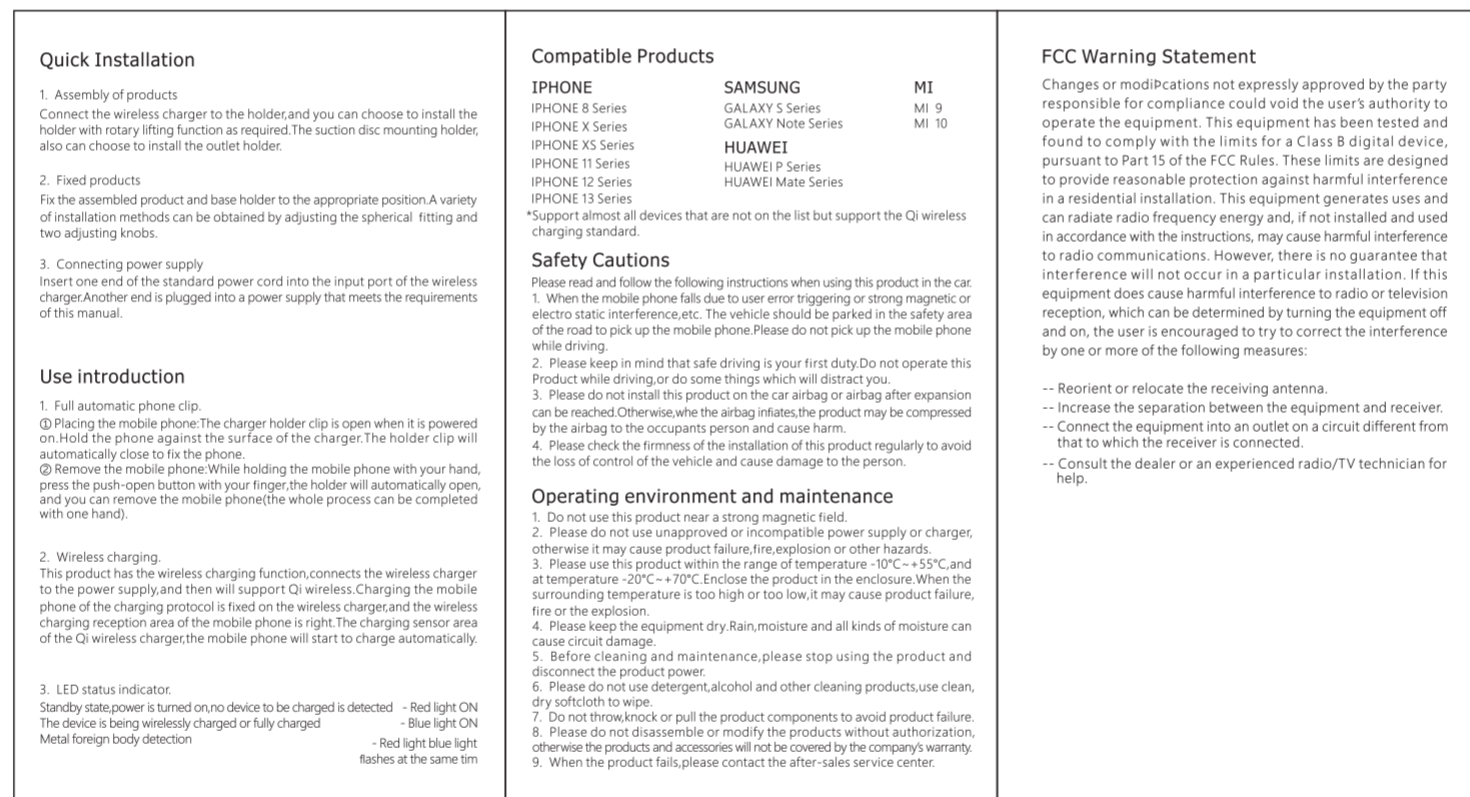 Quick Installation
1. Assembly of products
Connect the wireless charger to the holder,and you can choose to install the
holder with rotary lifting function as required.The suction disc mounting holder,
also can choose to install the outlet holder.
2. Fixed products
Fix the assembled product and base holder to the appropriate position.A variety
of installation methods can be obtained by adjusting the spherical fitting and
two adjusting knobs.
3. Connecting power supply
Insert one end of the standard power cord into the input port of the wireless
charger.Another end is plugged into a power supply that meets the requirements
of this manual.
Use introduction
1. Full automatic phone clip.
① Placing the mobile phone:The charger holder clip is open when it is powered
on.Hold the phone against the surface of the charger.The holder clip will
automatically close to fix the phone.
② Remove the mobile phone:While holding the mobile phone with your hand,
press the push-open button with your finger,the holder will automatically open,
and you can remove the mobile phone(the whole process can be completed
with one hand).
2. Wireless charging.
This product has the wireless charging function,connects the wireless charger
to the power supply,and then will support Qi wireless.Charging the mobile
phone of the charging protocol is fixed on the wireless charger,and the wireless
charging reception area of the mobile phone is right.The charging sensor area
of the Qi wireless charger,the mobile phone will start to charge automatically.
3. LED status indicator.
Standby state,power is turned on,no device to be charged is detected - Red light ON
The device is being wirelessly charged or fully charged - Blue light ON
Metal foreign body detection - Red light blue light
flashes at the same tim
Compatible Products
IPHONE SAMSUNG MI
IPHONE 8 Series GALAXY S Series MI 9
IPHONE X Series GALAXY Note Series MI 10
IPHONE XS Series HUAWEI
IPHONE 11 Series HUAWEI P Series
IPHONE 12 Series HUAWEI Mate Series
IPHONE 13 Series
*Support almost all devices that are not on the list but support the Qi wireless
charging standard.
Safety Cautions
Please read and follow the following instructions when using this product in the car.
1. When the mobile phone falls due to user error triggering or strong magnetic or
electro static interference,etc. The vehicle should be parked in the safety area
of the road to pick up the mobile phone.Please do not pick up the mobile phone
while driving.
2. Please keep in mind that safe driving is your first duty.Do not operate this
Product while driving,or do some things which will distract you.
3. Please do not install this product on the car airbag or airbag after expansion
can be reached.Otherwise,whe the airbag infiates,the product may be compressed
by the airbag to the occupants person and cause harm.
4. Please check the firmness of the installation of this product regularly to avoid
the loss of control of the vehicle and cause damage to the person.
Operating environment and maintenance
1. Do not use this product near a strong magnetic field.
2. Please do not use unapproved or incompatible power supply or charger,
otherwise it may cause product failure,fire,explosion or other hazards.
3. Please use this product within the range of temperature -10°C~+55°C,and
at temperature -20°C~+70°C.Enclose the product in the enclosure.When the
surrounding temperature is too high or too low,it may cause product failure,
fire or the explosion.
4. Please keep the equipment dry.Rain,moisture and all kinds of moisture can
cause circuit damage.
5. Before cleaning and maintenance,please stop using the product and
disconnect the product power.
6. Please do not use detergent,alcohol and other cleaning products,use clean,
dry softcloth to wipe.
7. Do not throw,knock or pull the product components to avoid product failure.
8. Please do not disassemble or modify the products without authorization,
otherwise the products and accessories will not be covered by the company's warranty.
9. When the product fails,please contact the after-sales service center.
FCC Warning Statement
Changes or modiÞcations not expressly approved by the party
responsible for compliance could void the user's authority to
operate the equipment. This equipment has been tested and
found to comply with the limits for a Class B digital device,
pursuant to Part 15 of the FCC Rules. These limits are designed
to provide reasonable protection against harmful interference
in a residential installation. This equipment generates uses and
can radiate radio frequency energy and, if not installed and used
in accordance with the instructions, may cause harmful interference
to radio communications. However, there is no guarantee that
interference will not occur in a particular installation. If this
equipment does cause harmful interference to radio or television
reception, which can be determined by turning the equipment off
and on, the user is encouraged to try to correct the interference
by one or more of the following measures:
-- Reorient or relocate the receiving antenna.
-- Increase the separation between the equipment and receiver.
-- Connect the equipment into an outlet on a circuit different from
that to which the receiver is connected.
-- Consult the dealer or an experienced radio/TV technician for
help.